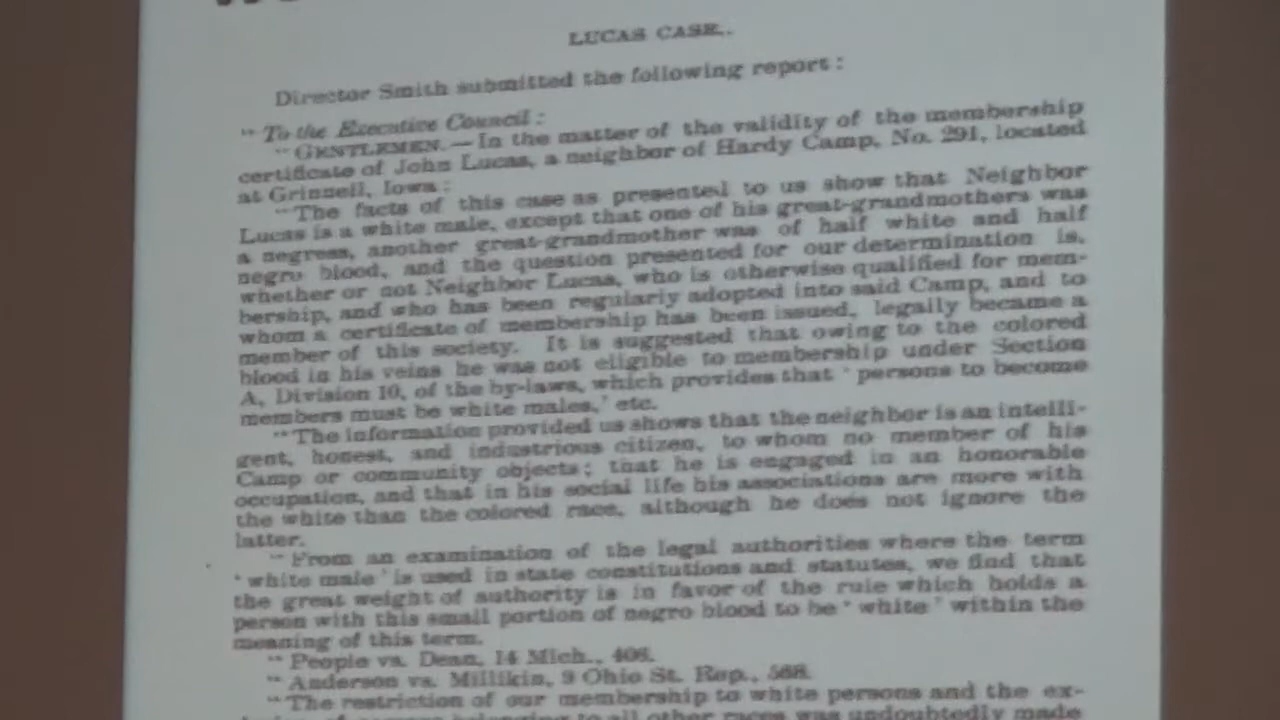 LUCAS CASE.
Director Smith submitted the following report:
"To the Executive Council:
"GENTLEMEN.—In the matter of the validity of the membership
certificate of John Lucas, a neighbor of Hardy Camp, No. 291, located
at Grinnell, Iowa:
"The facts of this case as presented to us show that Neighbor
Lucas is a white male, except that one of his great-grandmothers was
a negress, another great-grandmother was of half white and half
negro blood, and the question presented for our determination is,
whether or not Neighbor Lucas, who is otherwise qualified for mem-
bership, and who has been regularly adopted into said Camp, and to
whom a certificate of membership has been issued, legally became a
member of this society. It is suggested that owing to the colored
blood in his veins he was not eligible to membership under Section
A, Division 10, of the by-laws, which provides that 'persons to become
members must be white males,' etc.
"The information provided us shows that the neighbor is an intelli-
gent, honest, and industrious citizen, to whom no member of his
Camp or community objects; that he is engaged in an honorable
occupation, and that in his social life his associations are more with
the white than the colored race, although he does not ignore the
latter.
"From an examination of the legal authorities where the term
'white male' is used in state constitutions and statutes, we find that
the great weight of authority is in favor of the rule which holds a
person with this small portion of negro blood to be 'white' within the
meaning of this term.
"People vs. Dean, 14 Mich., 406.
"Anderson vs. Millikin, 9 Ohio St. Rep., 568.
"The restriction of our membership to white persons and the ex-
of persons belonging to all other races was undoubtedly made